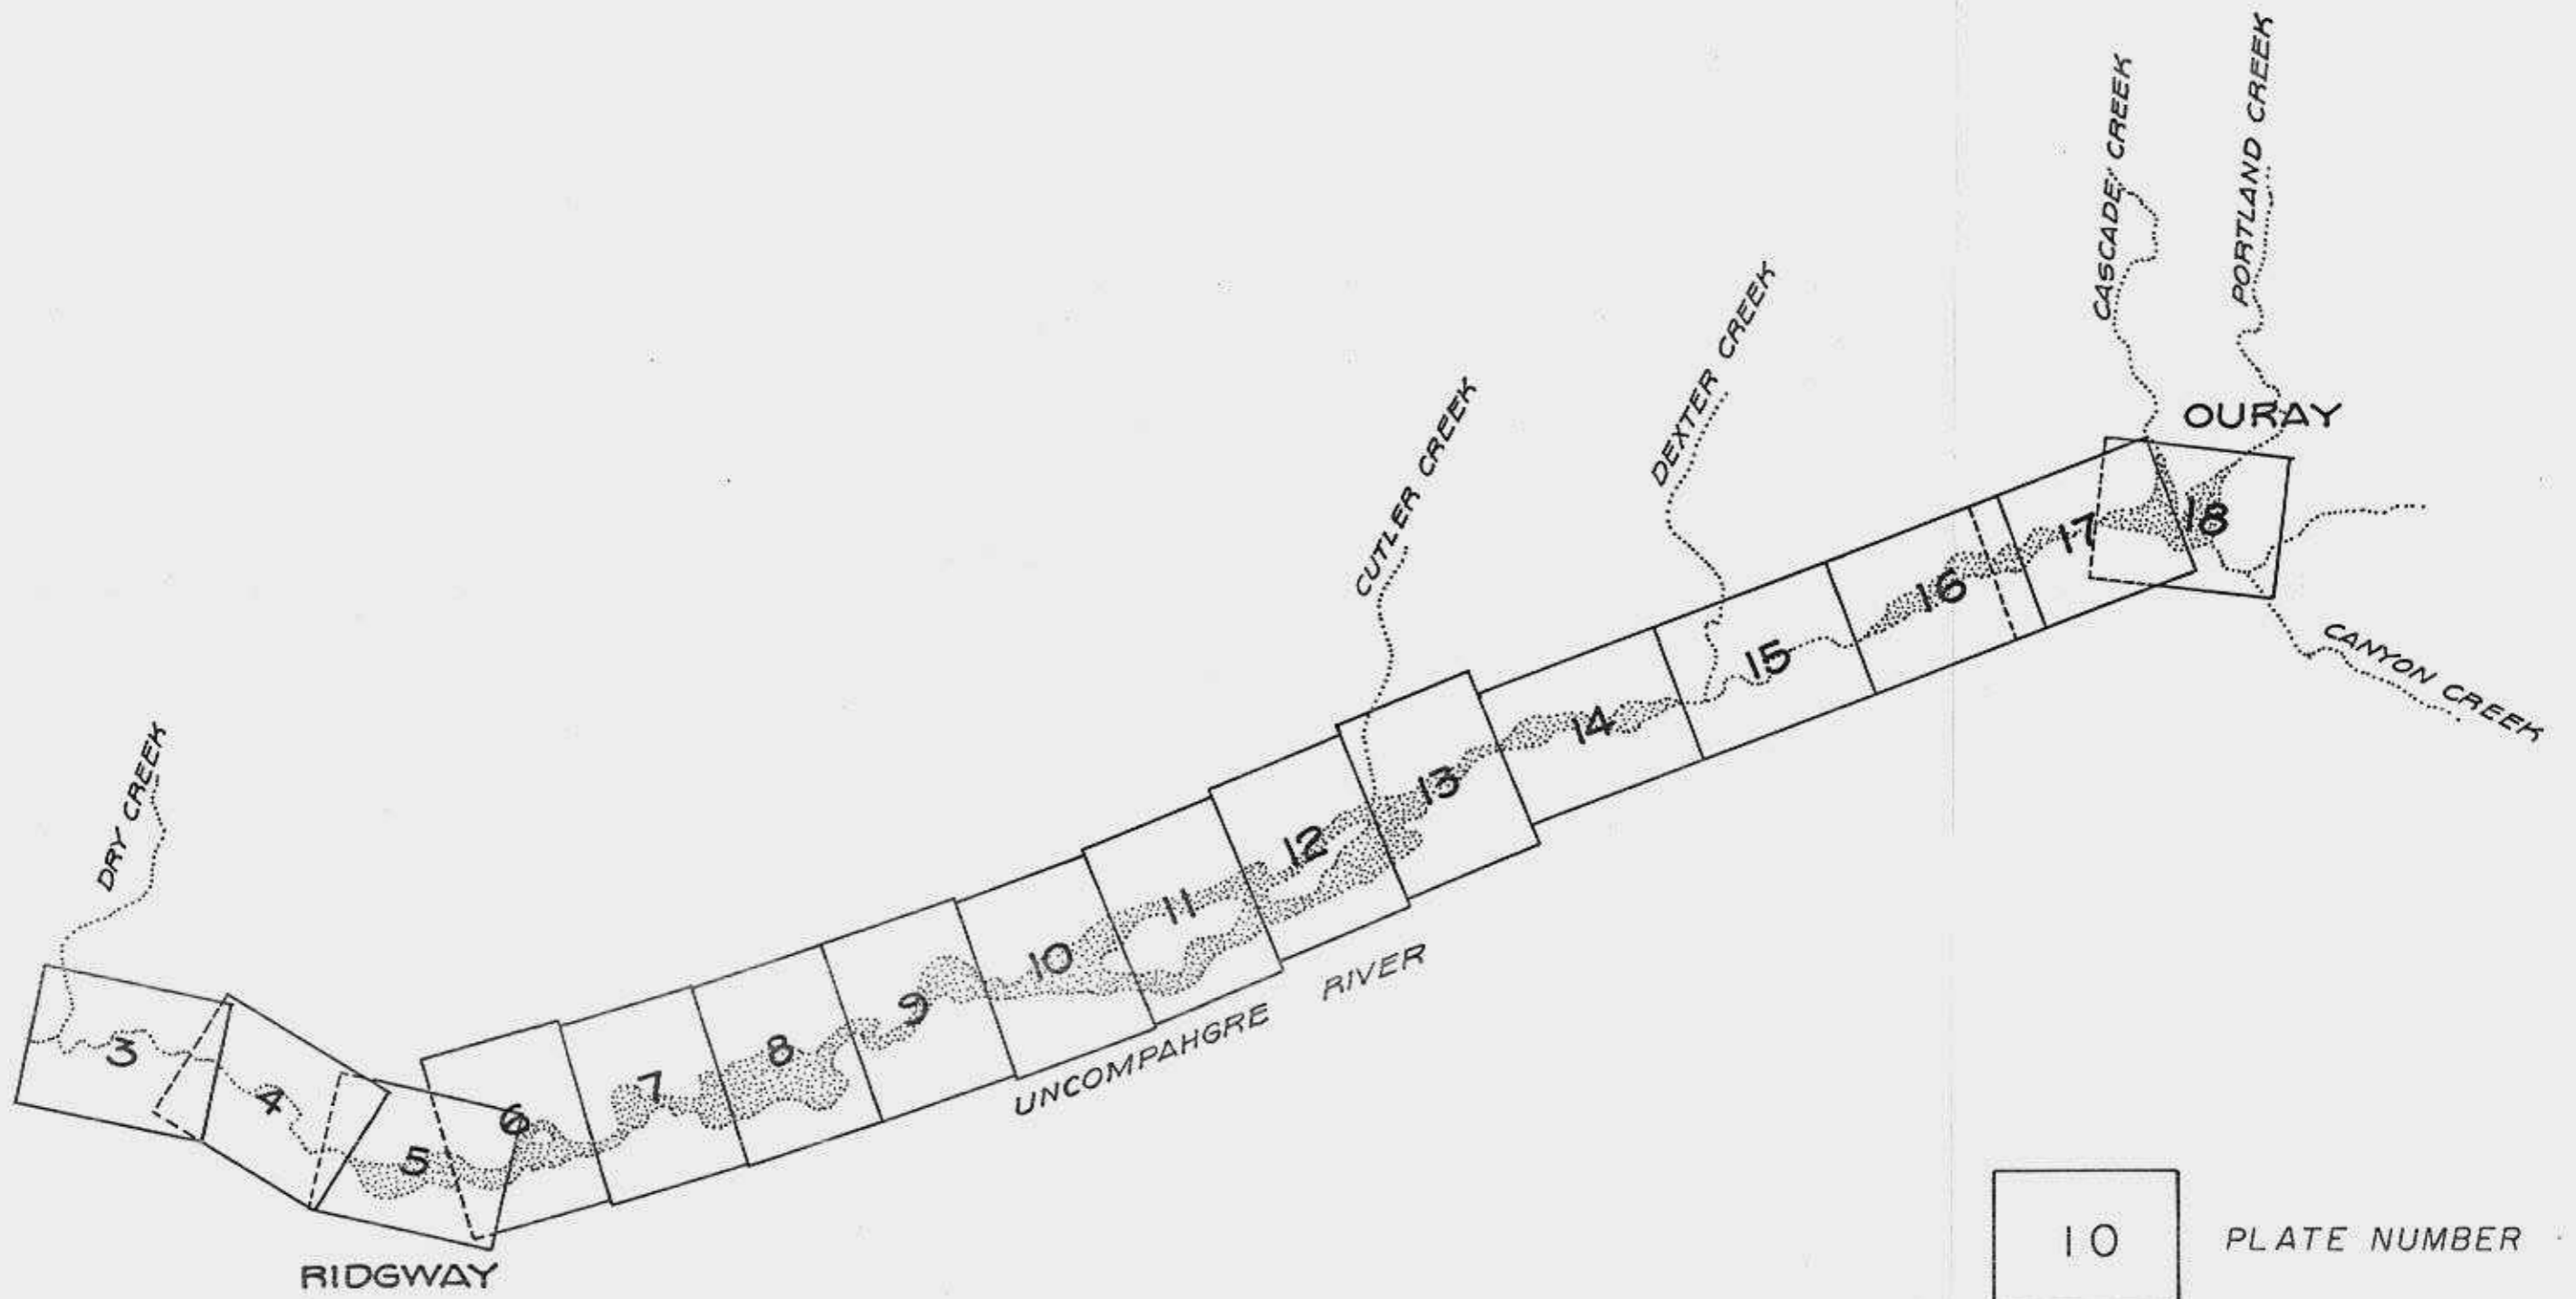 CASCADE CREEK
PORTLAND CREEK
DEXTER CREEK
OURAY
CUTLER CREEK
CANYON CREEK
DRY CREEK
3
4
5
6
7
8
9
10
11
12
13
14
15
16
17
18
UNCOMPAHGRE RIVER
RIDGWAY
10 PLATE NUMBER